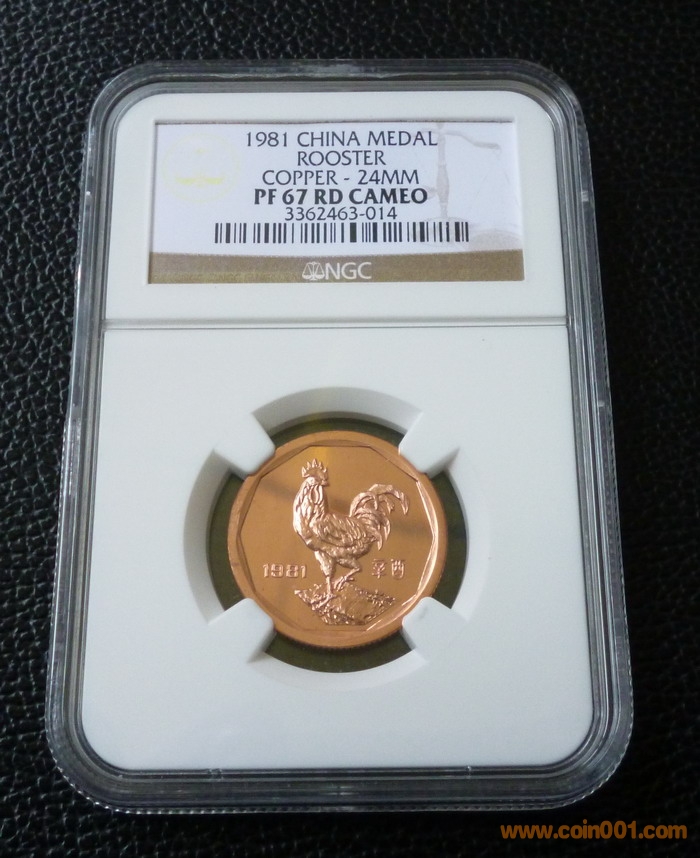 1981 CHINA MEDAL
ROOSTER
COPPER - 24MM
PF 67 RD CAMEO
3362463-014
NGC
1981 辛酉
www.coin001.com